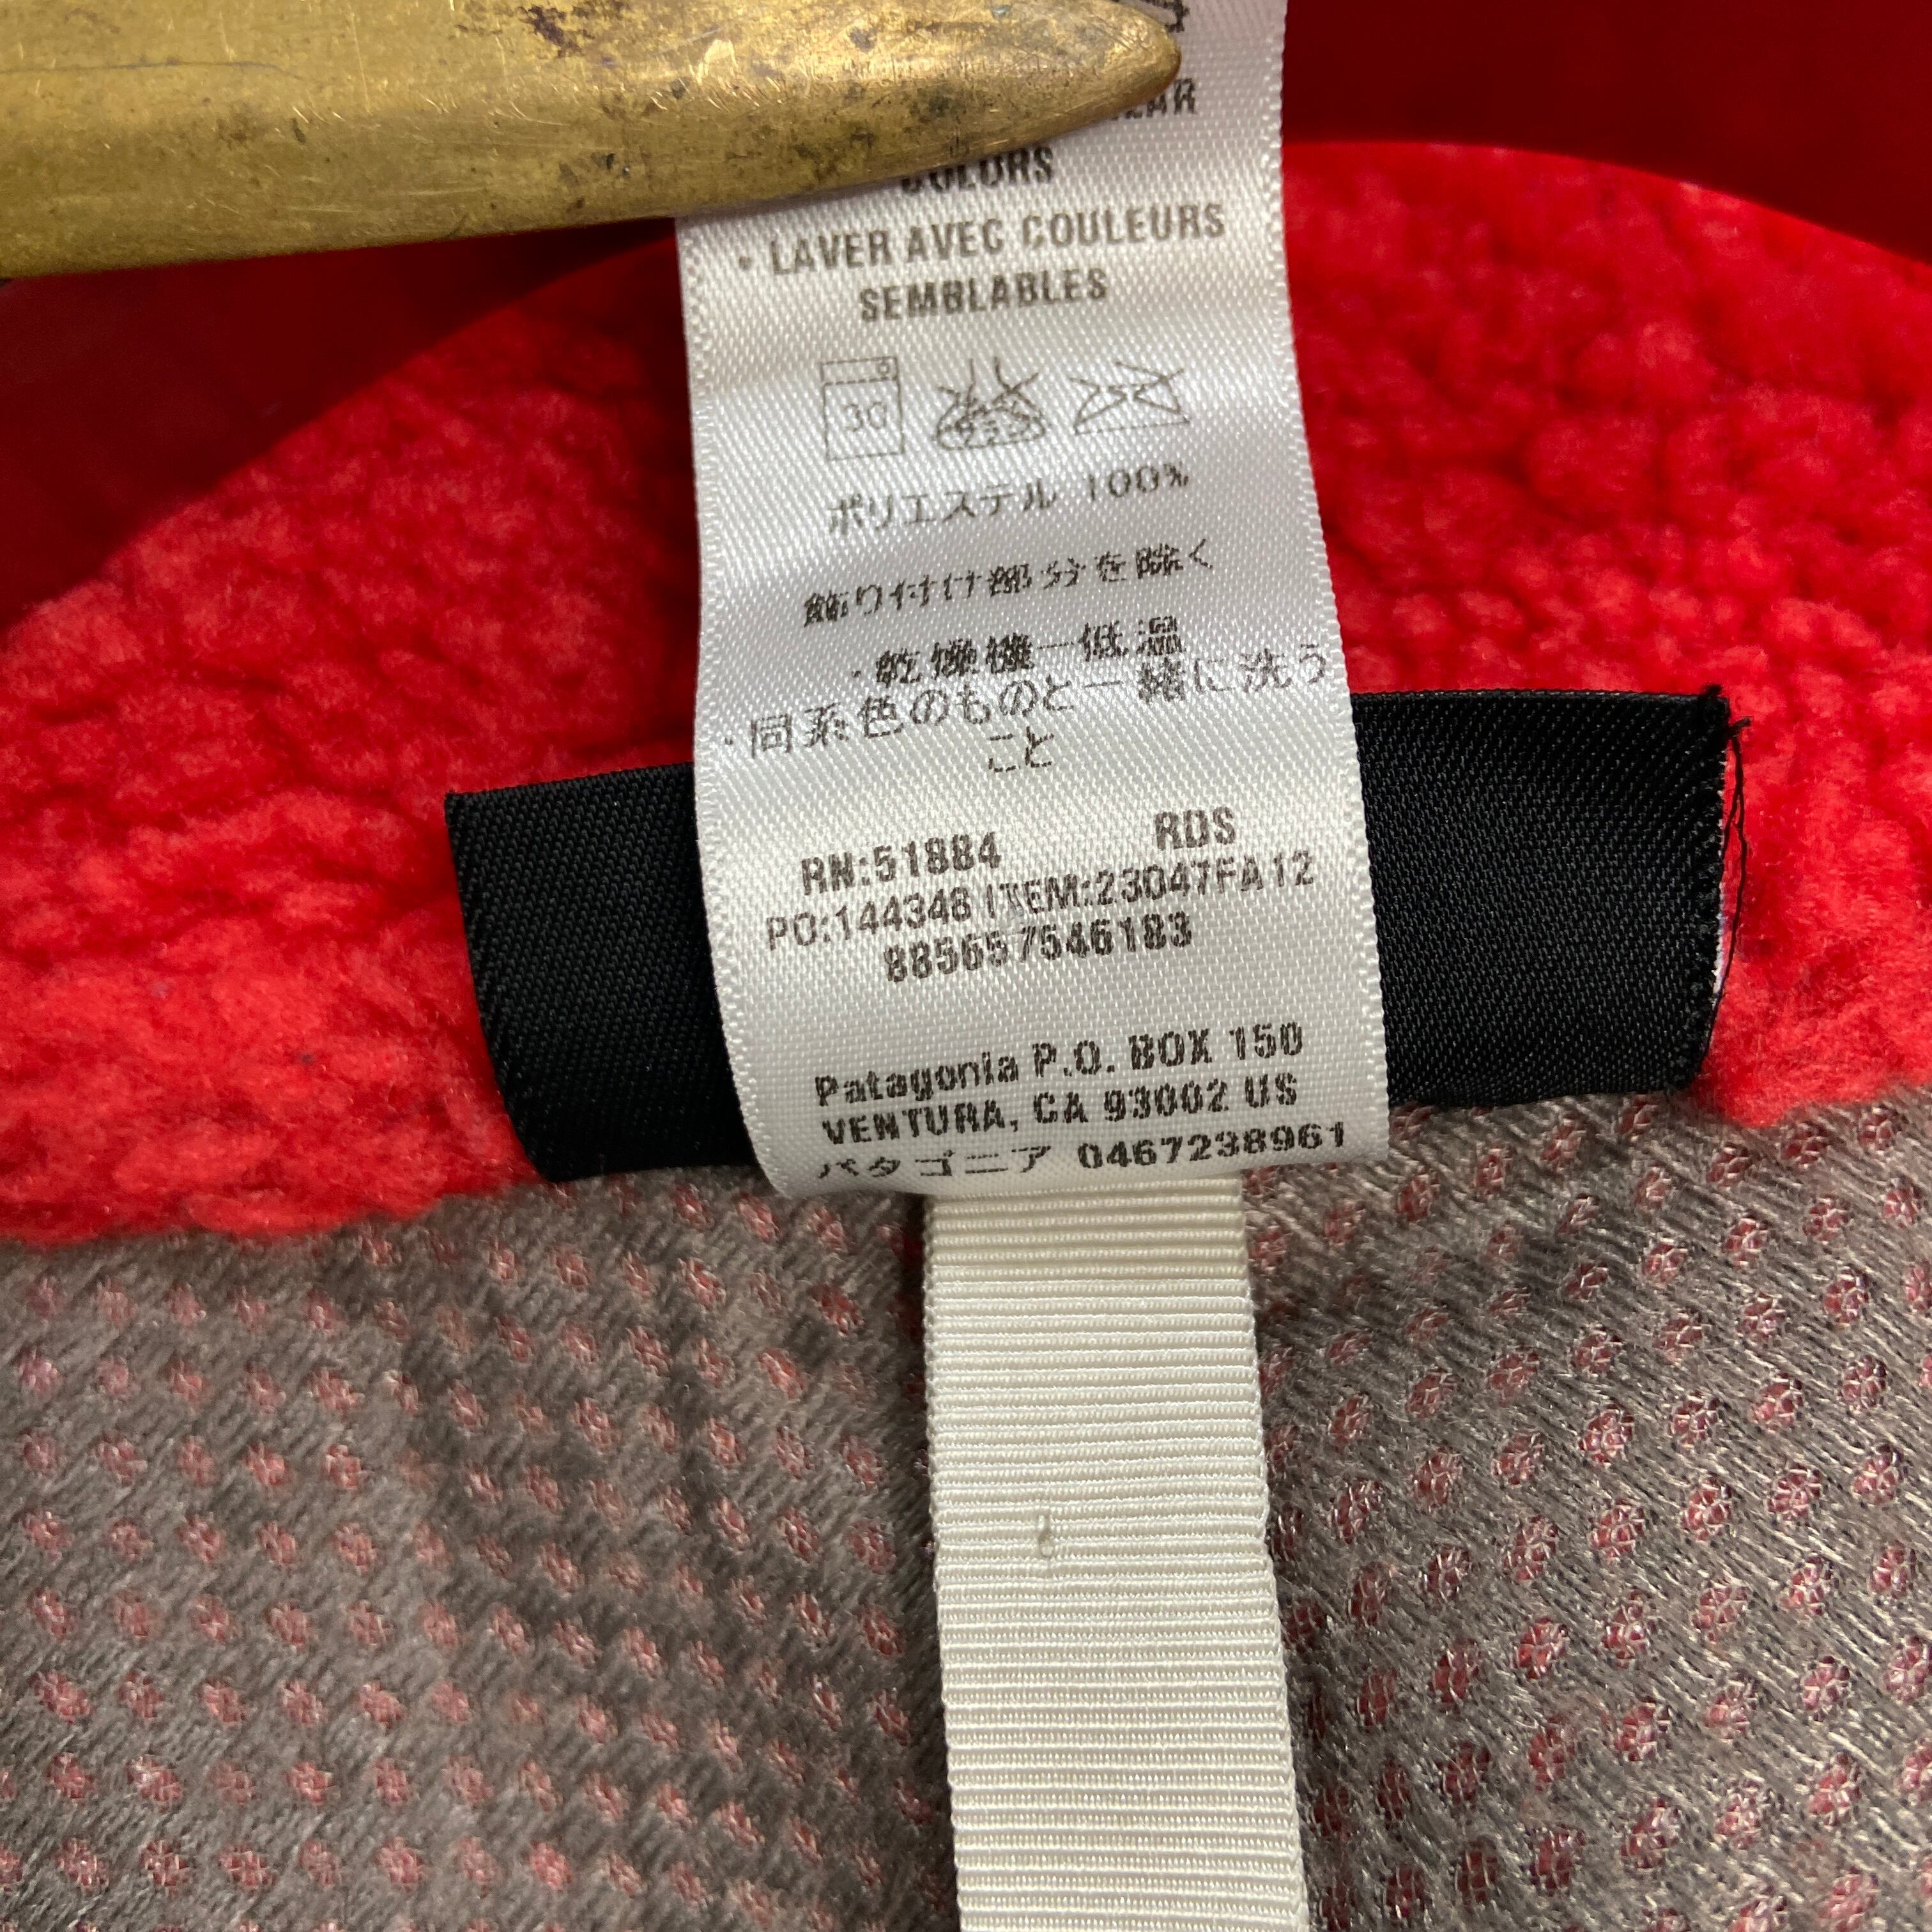 COLORS
• LAVER AVEC COULEURS
SEMBLABLES
30
ポリエステル 100%
飾り付け部分を除く
・乾燥機ー低温
・同系色のものと一緒に洗う
こと
RN:51884 RDS
PO:144348 ITEM:23047FA12
885657546183
Patagonia P.O. BOX 150
VENTURA, CA 93002 US
パタゴニア 0467238961